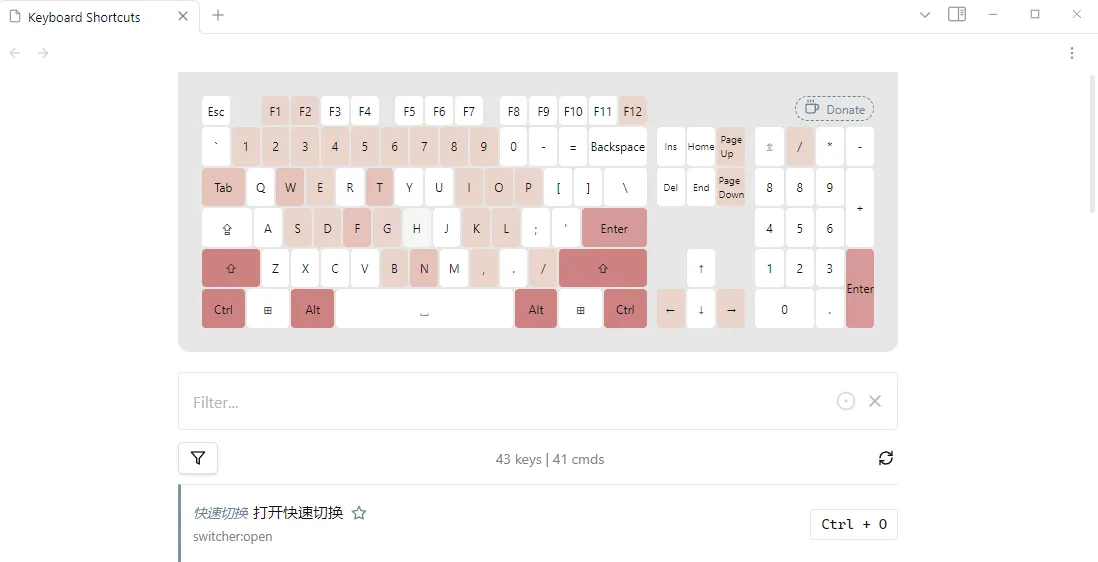 Keyboard Shortcuts
Esc F1 F2 F3 F4 F5 F6 F7 F8 F9 F10 F11 F12 Donate
` 1 2 3 4 5 6 7 8 9 0 - = Backspace Ins Home Page Up ⇭ / * -
Tab Q W E R T Y U I O P [ ] \ Del End Page Down 8 8 9 +
⇪ A S D F G H J K L ; ' Enter 4 5 6
⇧ Z X C V B N M , . / ⇧ ↑ 1 2 3 Enter
Ctrl ⊞ Alt ⎵ Alt ⊞ Ctrl ← ↓ → 0 .
Filter...
43 keys | 41 cmds
快速切换 打开快速切换
switcher:open
Ctrl + O